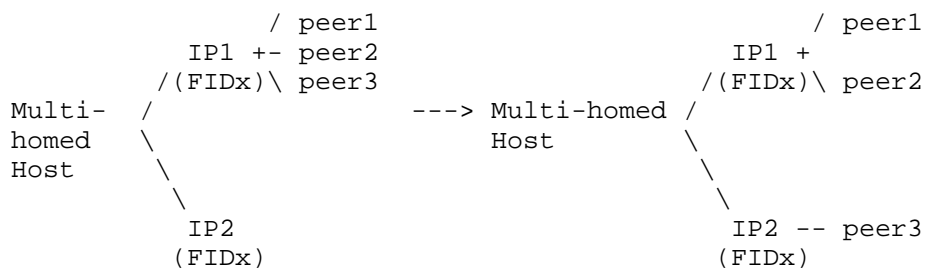 / peer1 / peer1
IP1 +- peer2 IP1 +
/(FIDx)\ peer3 /(FIDx)\ peer2
Multi- / ---> Multi-homed /
homed \ Host \
Host \ \
\ \
IP2 IP2 -- peer3
(FIDx) (FIDx)